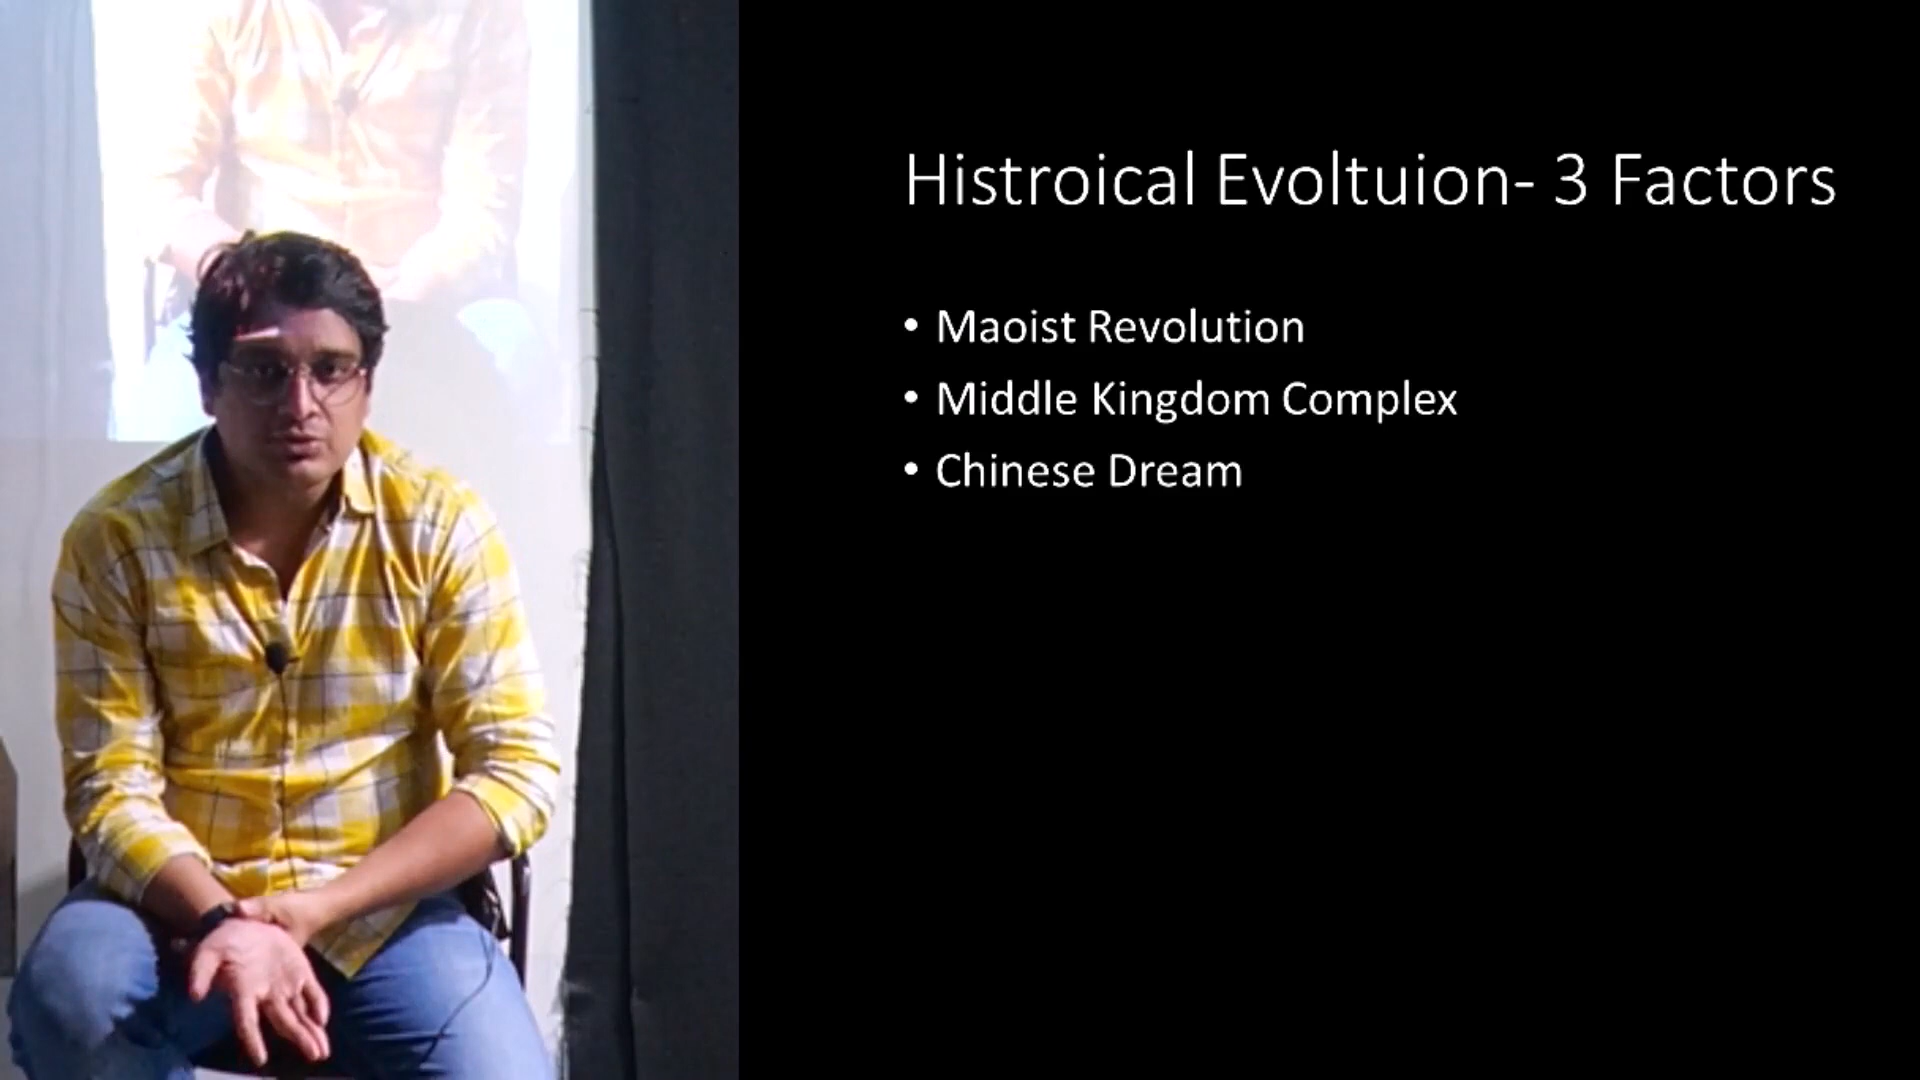 Histroical Evoltuion- 3 Factors
• Maoist Revolution
• Middle Kingdom Complex
• Chinese Dream